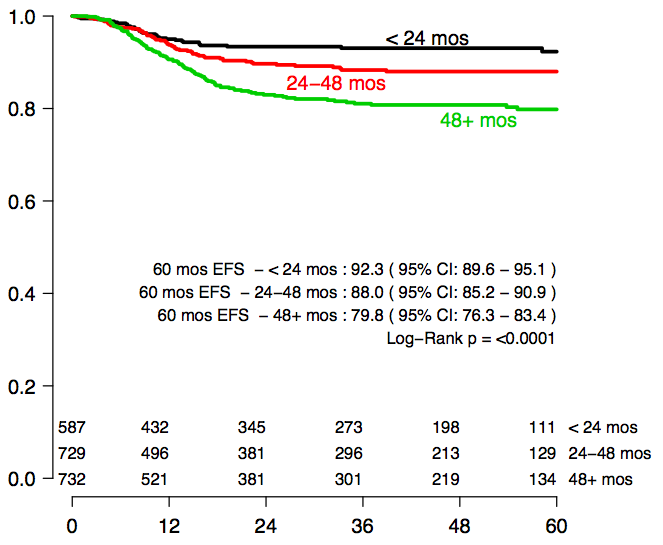 1.0
< 24 mos
24−48 mos
0.8
48+ mos
0.6
60 mos EFS − < 24 mos : 92.3 ( 95% CI: 89.6 − 95.1 )
0.4
60 mos EFS − 24−48 mos : 88.0 ( 95% CI: 85.2 − 90.9 )
60 mos EFS − 48+ mos : 79.8 ( 95% CI: 76.3 − 83.4 )
Log−Rank p = <0.0001
0.2
587 432 345 273 198 111 < 24 mos
729 496 381 296 213 129 24−48 mos
0.0 732 521 381 301 219 134 48+ mos
0 12 24 36 48 60